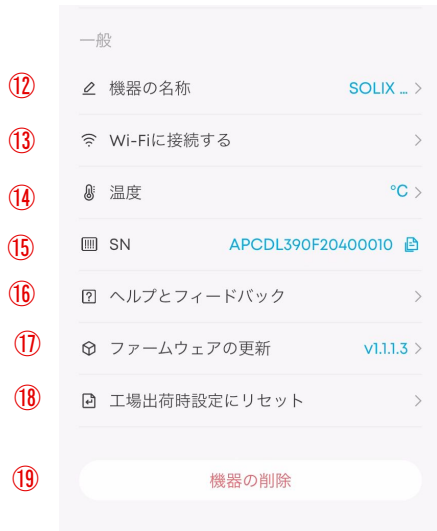 一般
⑫ 機器の名称 SOLIX ... >
⑬ Wi-Fiに接続する >
⑭ 温度 °C >
⑮ SN APCDL390F20400010
⑯ ヘルプとフィードバック >
⑰ ファームウェアの更新 v1.1.1.3 >
⑱ 工場出荷時設定にリセット >
⑲ 機器の削除